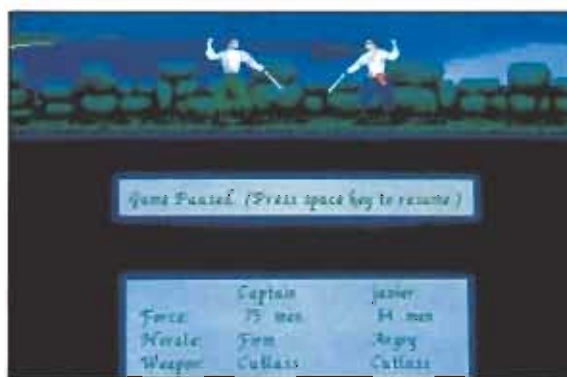 Game Paused. (Press space key to resume.)
Captain Javier
Force: 75 men 84 men
Morale: Firm Angry
Weapon: Cutlass Cutlass